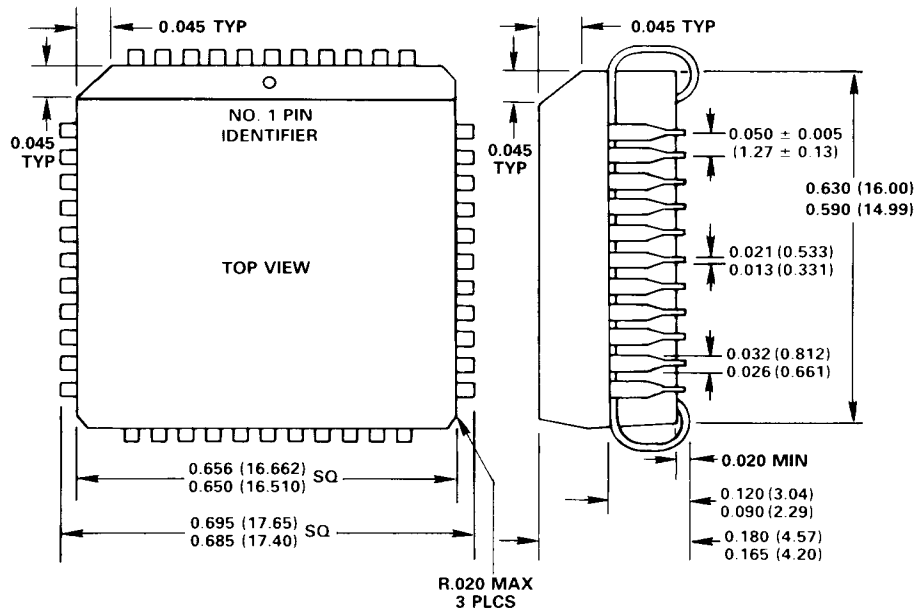 0.045 TYP
0.045 TYP
NO. 1 PIN
IDENTIFIER
0.045
TYP
0.045
TYP
0.050 ± 0.005
(1.27 ± 0.13)
0.630 (16.00)
0.590 (14.99)
TOP VIEW
0.021 (0.533)
0.013 (0.331)
0.032 (0.812)
0.026 (0.661)
0.656 (16.662)
0.650 (16.510)
SQ
0.020 MIN
0.695 (17.65)
0.685 (17.40)
SQ
0.120 (3.04)
0.090 (2.29)
0.180 (4.57)
0.165 (4.20)
R.020 MAX
3 PLCS